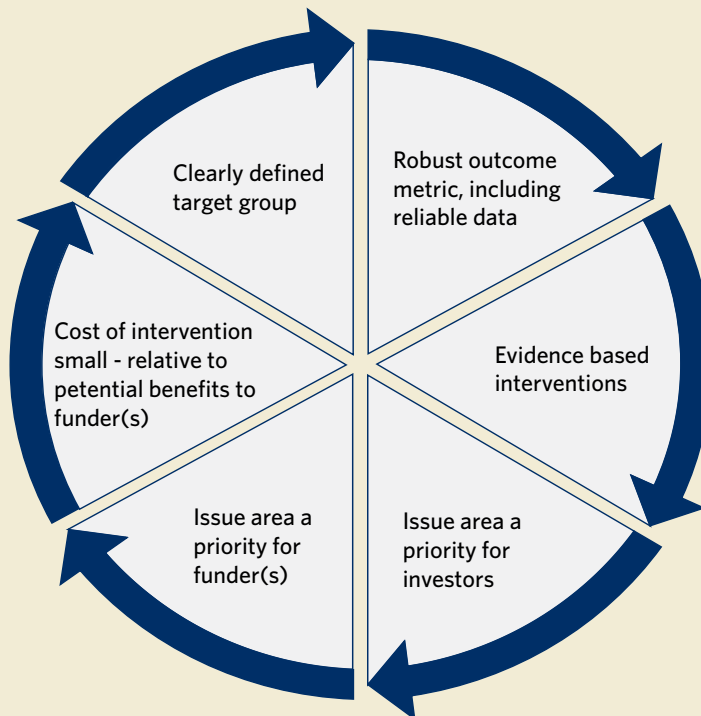 Clearly defined
target group
Robust outcome
metric, including
reliable data
Evidence based
interventions
Issue area a
priority for
investors
Issue area a
priority for
funder(s)
Cost of intervention
small - relative to
petential benefits to
funder(s)